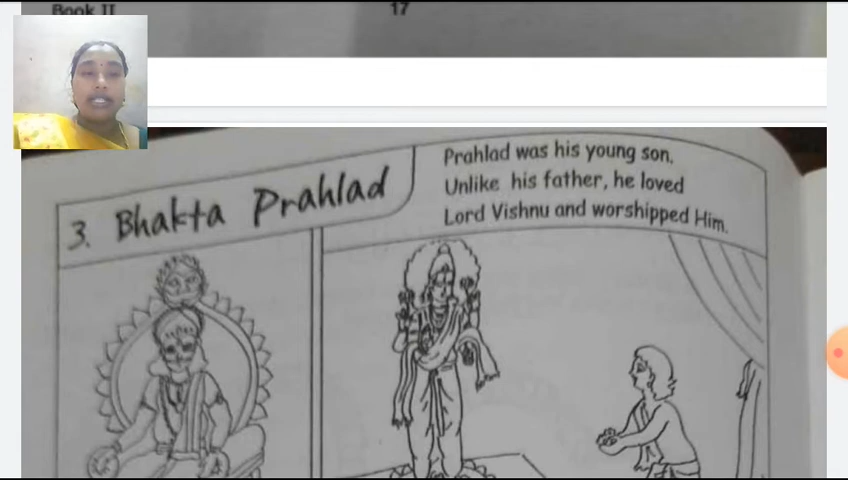 Book II
17
3. Bhakta Prahlad
Prahlad was his young son.
Unlike his father, he loved
Lord Vishnu and worshipped Him.